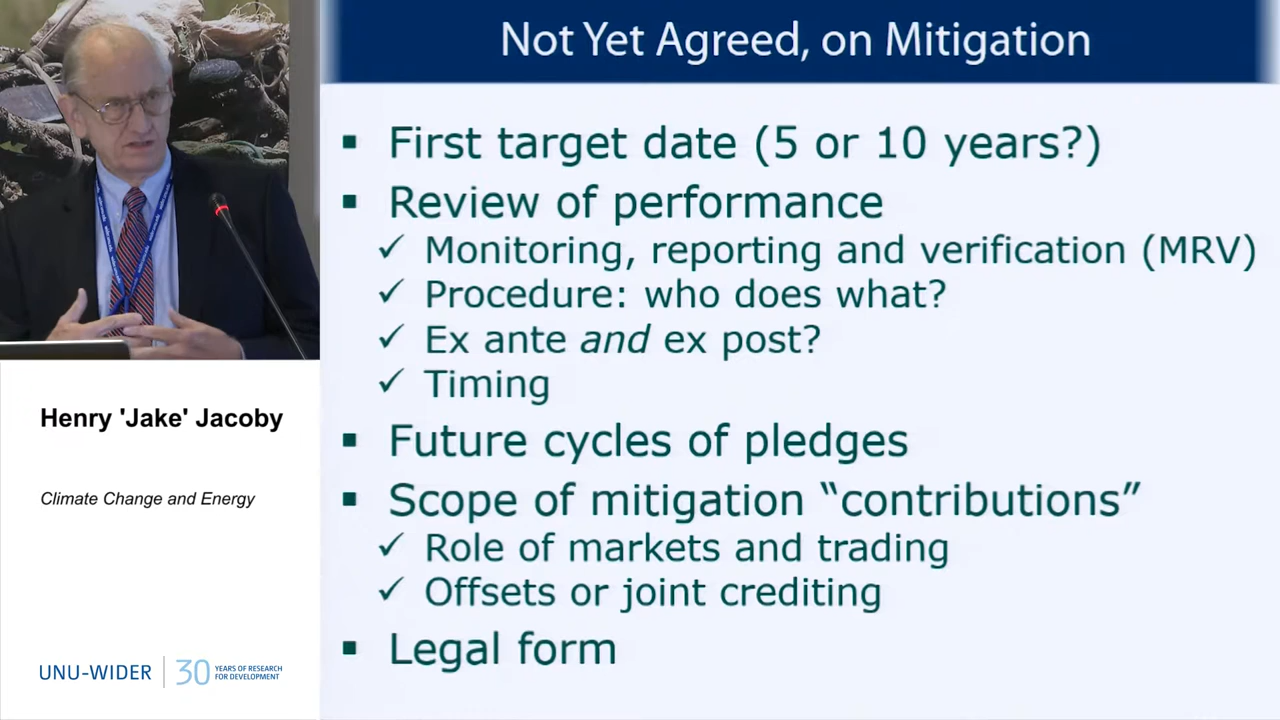 Not Yet Agreed, on Mitigation
▪ First target date (5 or 10 years?)
▪ Review of performance
✓ Monitoring, reporting and verification (MRV)
✓ Procedure: who does what?
✓ Ex ante and ex post?
✓ Timing
▪ Future cycles of pledges
▪ Scope of mitigation “contributions”
✓ Role of markets and trading
✓ Offsets or joint crediting
▪ Legal form
Henry 'Jake' Jacoby
Climate Change and Energy
UNU-WIDER
30
YEARS OF RESEARCH
FOR DEVELOPMENT